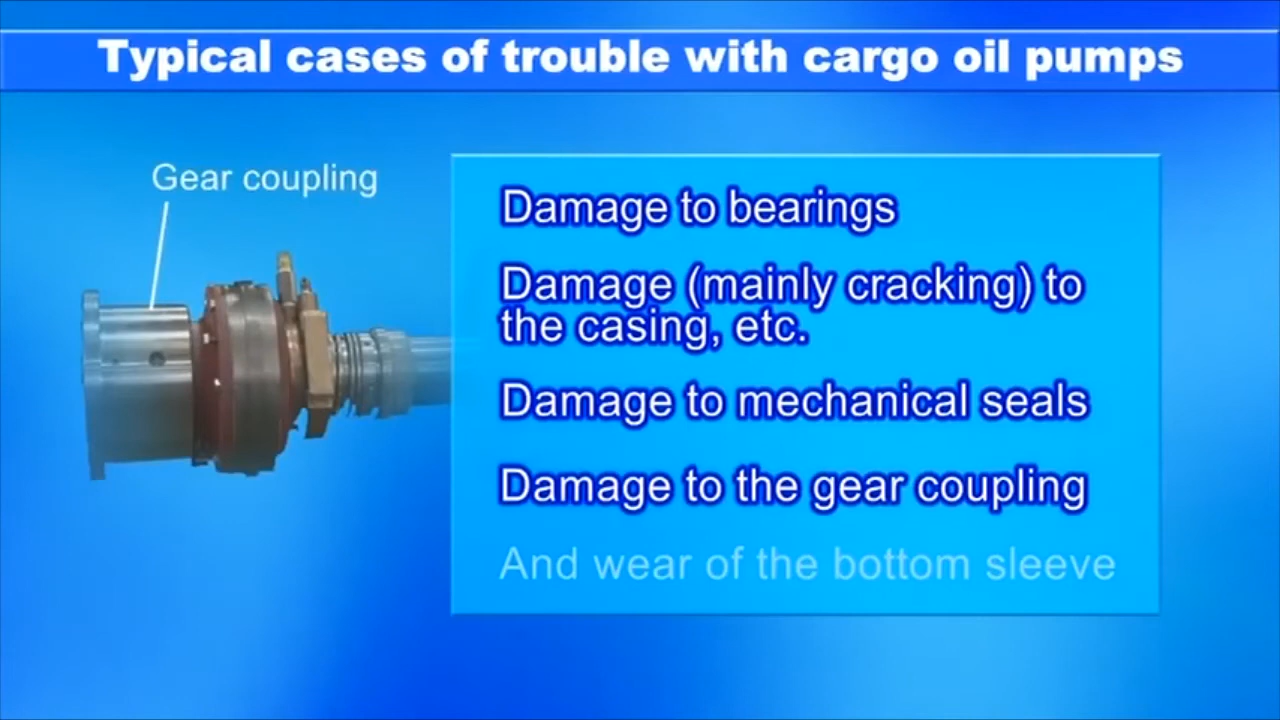 Typical cases of trouble with cargo oil pumps
Gear coupling
Damage to bearings
Damage (mainly cracking) to
the casing, etc.
Damage to mechanical seals
Damage to the gear coupling
And wear of the bottom sleeve